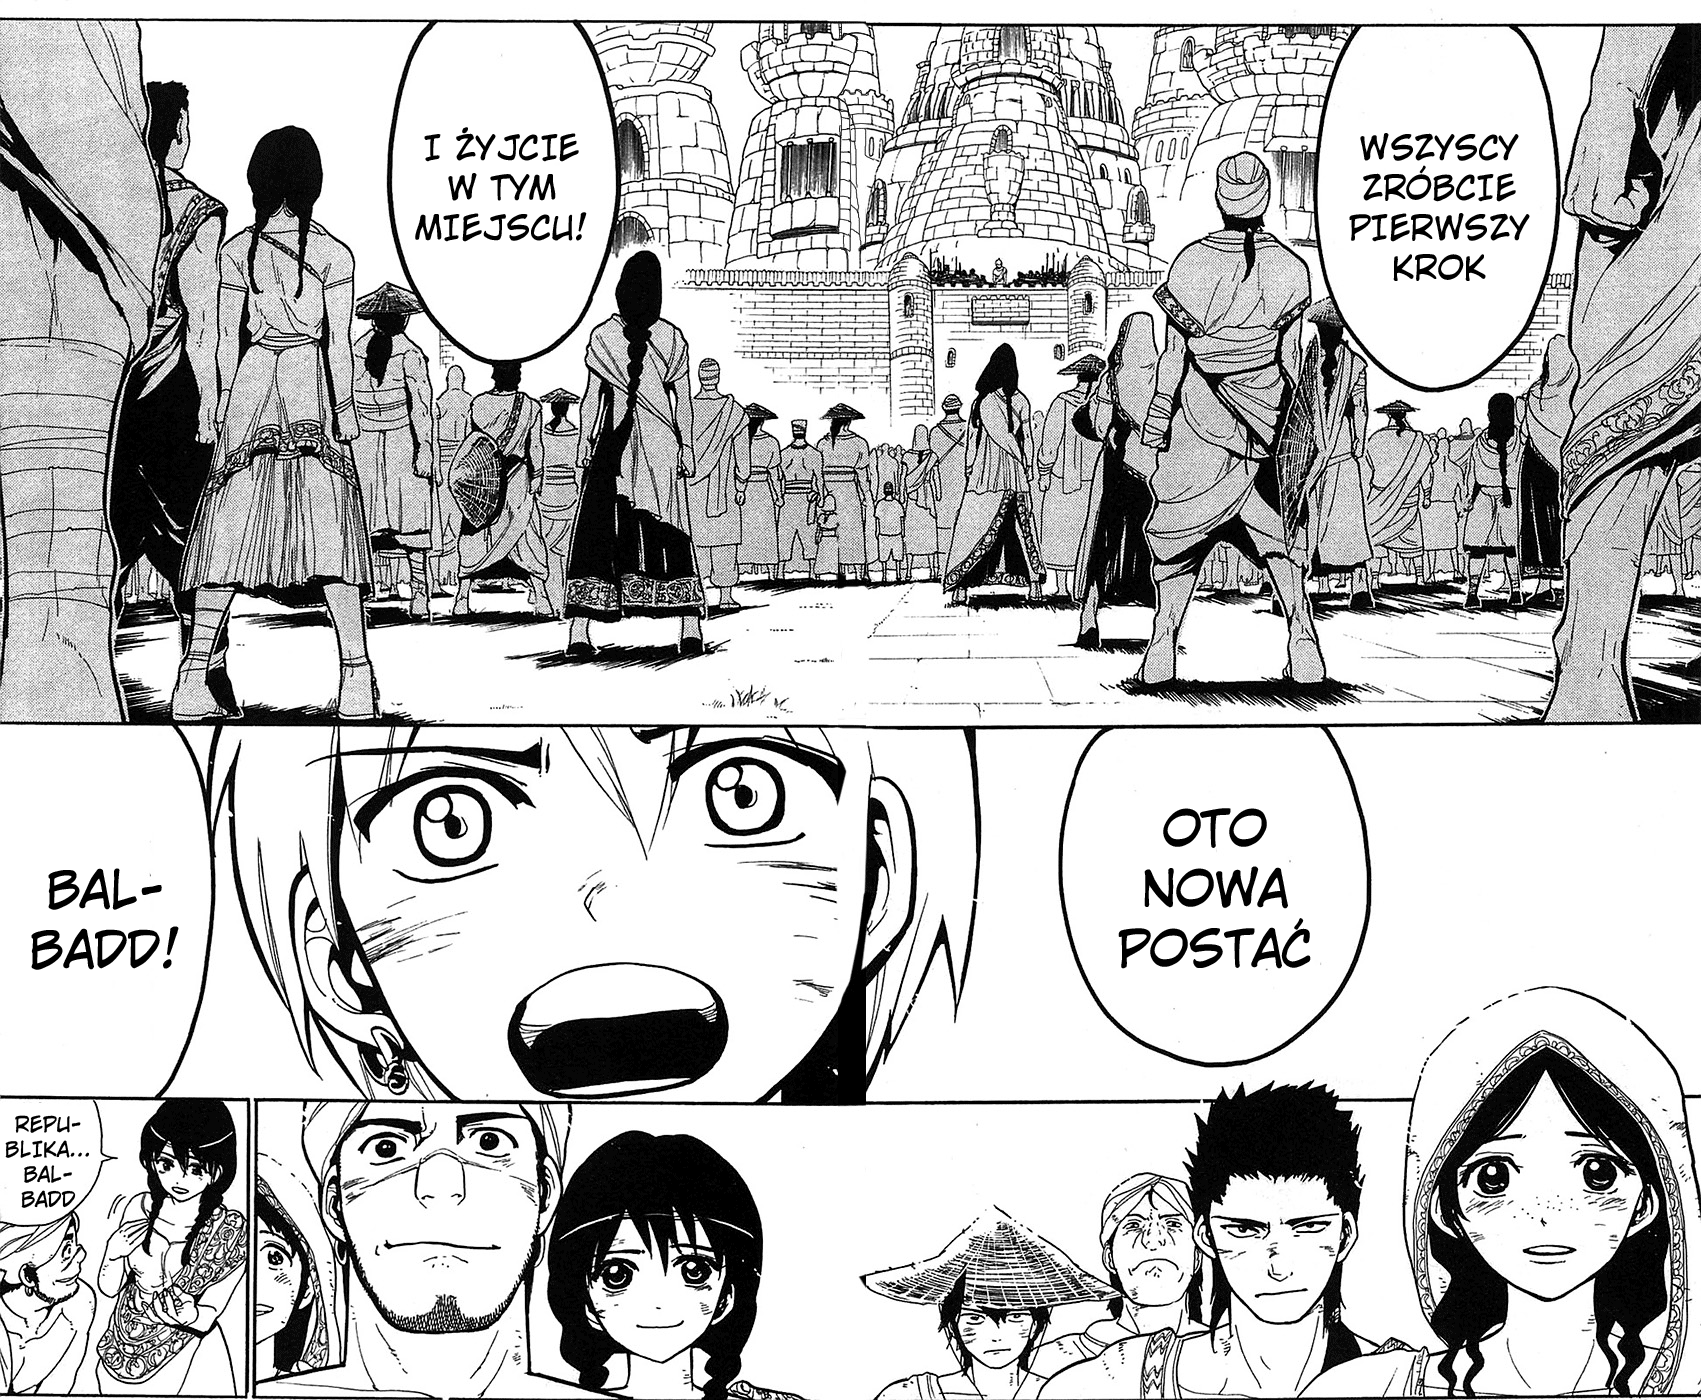 WSZYSCY
ZRÓBCIE
PIERWSZY
KROK
I ŻYJCIE
W TYM
MIEJSCU!
OTO
NOWA
POSTAĆ
BAL-
BADD!
REPU-
BLIKA...
BAL-
BADD